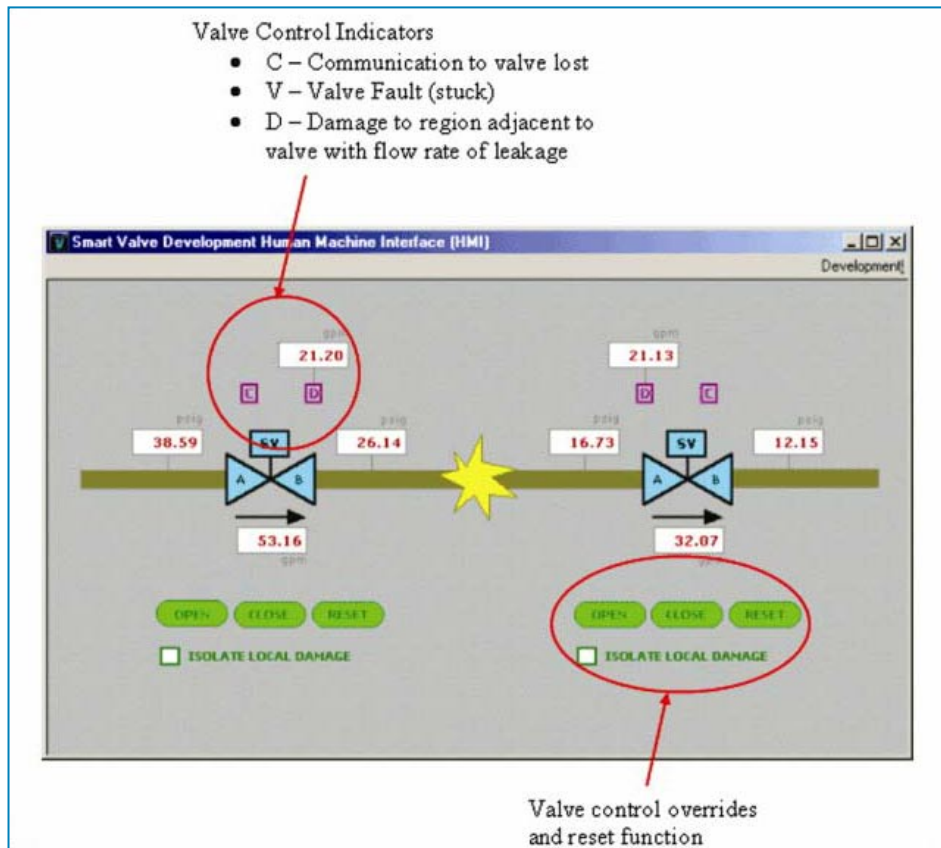 Valve Control Indicators
• C – Communication to valve lost
• V – Valve Fault (stuck)
• D – Damage to region adjacent to
valve with flow rate of leakage
V Smart Valve Development Human Machine Interface (HMI)
Development!
gpm gpm
21.20 21.13
C D D C
psig psig psig psig
38.59 SV 26.14 16.73 SV 12.15
A B A B
53.16 32.07
gpm gpm
OPEN CLOSE RESET OPEN CLOSE RESET
ISOLATE LOCAL DAMAGE ISOLATE LOCAL DAMAGE
Valve control overrides
and reset function